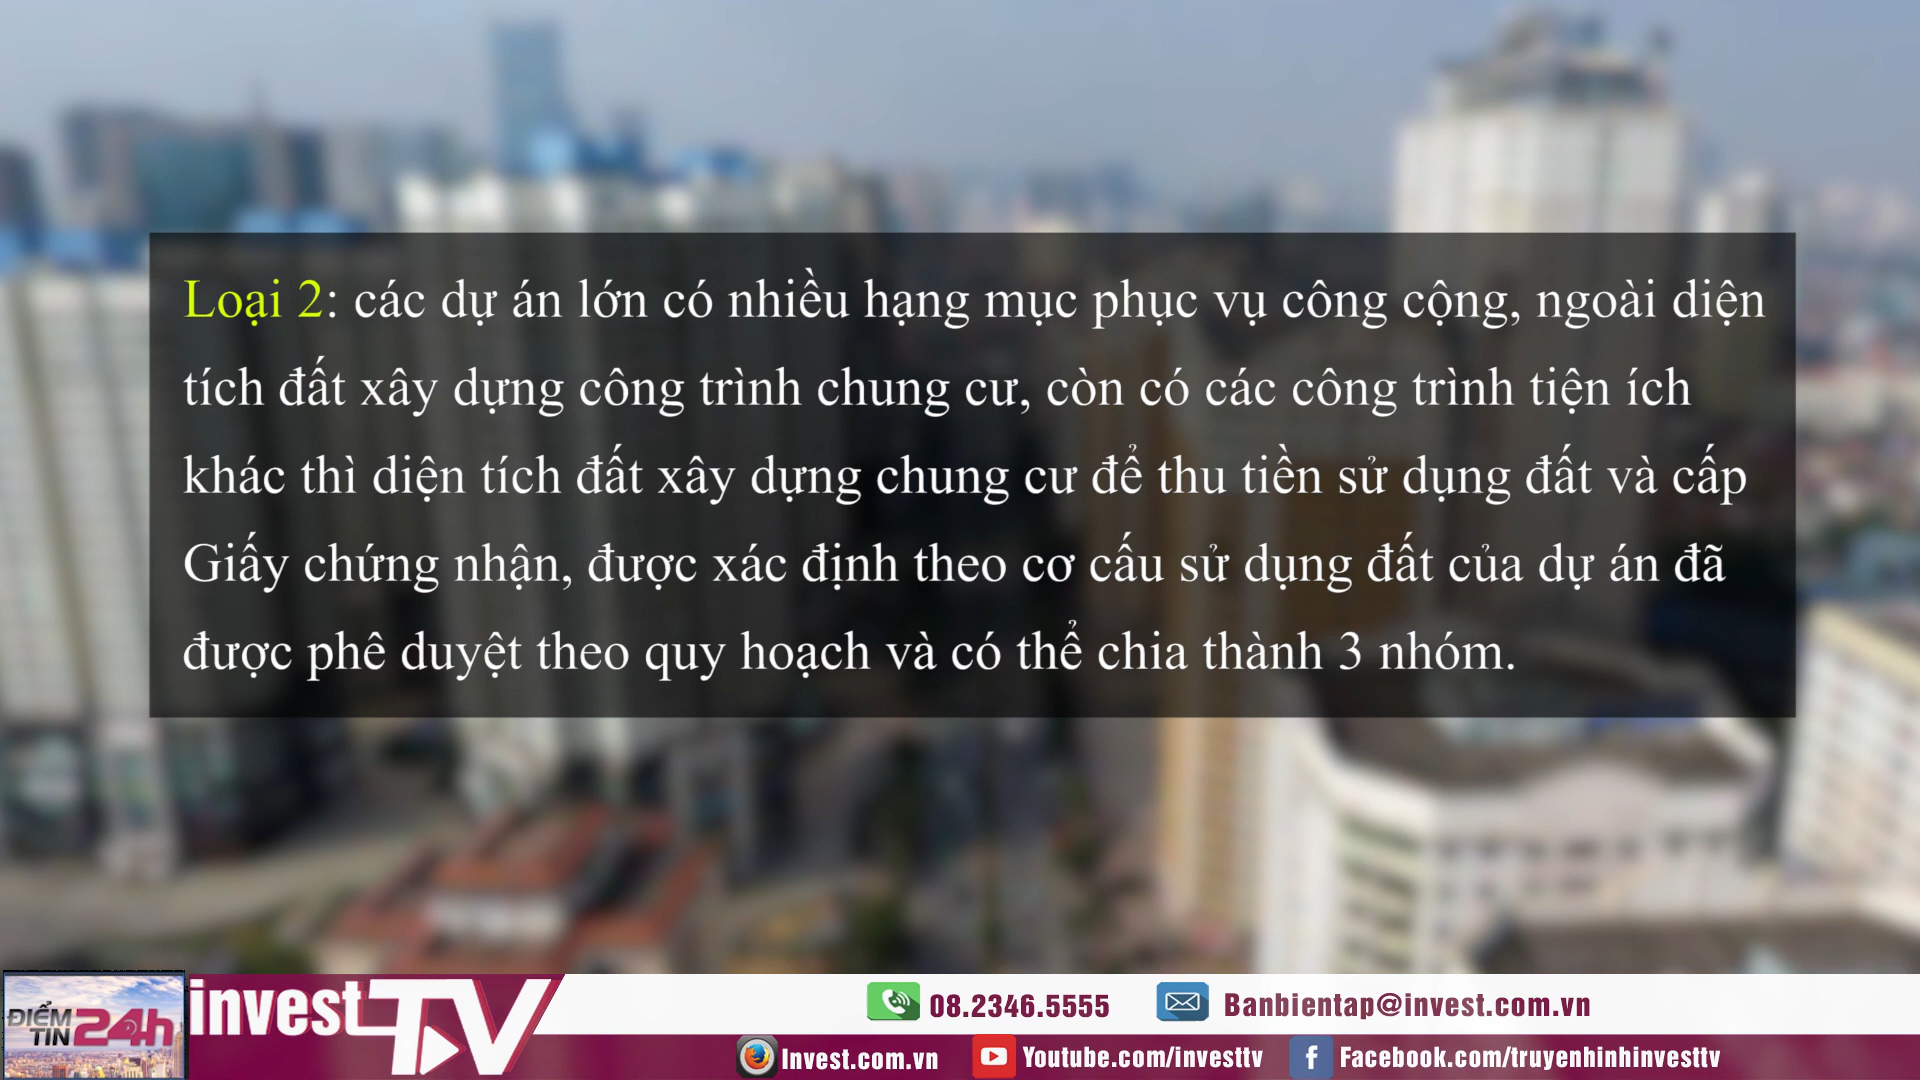 Loại 2: các dự án lớn có nhiều hạng mục phục vụ công cộng, ngoài diện
tích đất xây dựng công trình chung cư, còn có các công trình tiện ích
khác thì diện tích đất xây dựng chung cư để thu tiền sử dụng đất và cấp
Giấy chứng nhận, được xác định theo cơ cấu sử dụng đất của dự án đã
được phê duyệt theo quy hoạch và có thể chia thành 3 nhóm.
ĐIỂM
TIN 24h
invest TV
08.2346.5555
Banbientap@invest.com.vn
Invest.com.vn
Youtube.com/investtv
Facebook.com/truyenhinhinvesttv